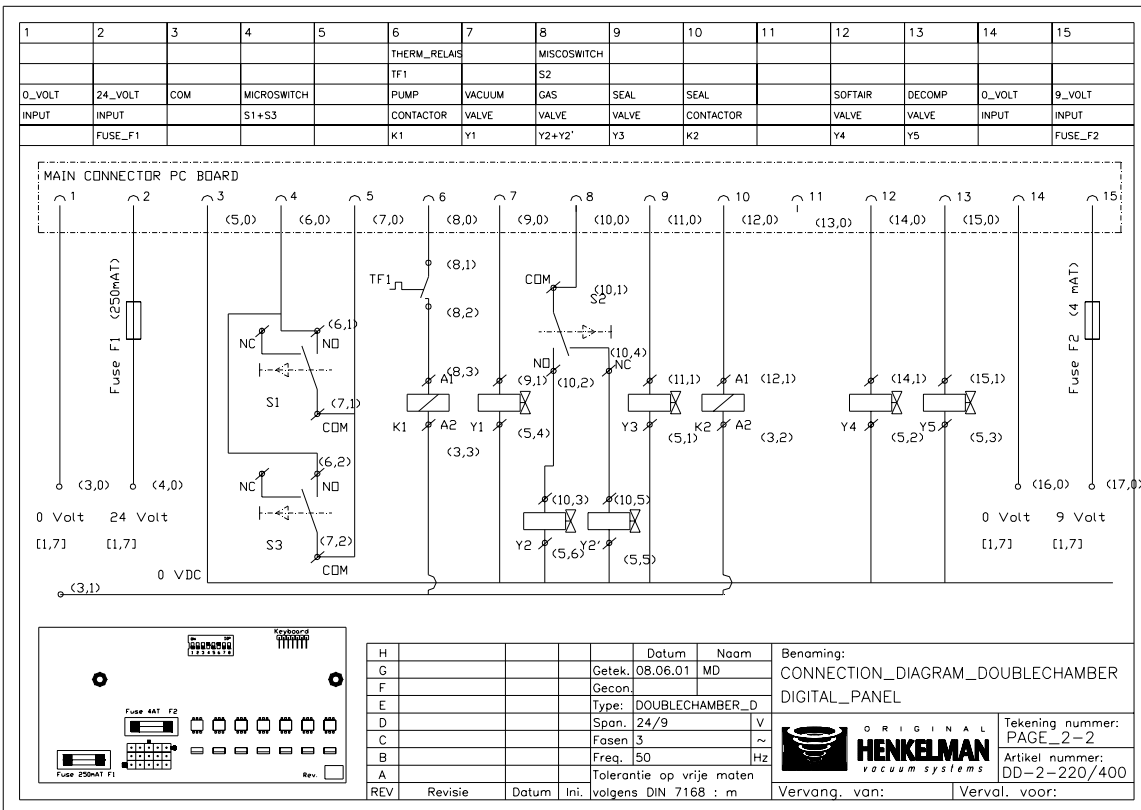 1 2 3 4 5 6 7 8 9 10 11 12 13 14 15
THERM_RELAIS MISCOSWITCH
TF1 S2
0_VOLT 24_VOLT COM MICROSWITCH PUMP VACUUM GAS SEAL SEAL SOFTAIR DECOMP 0_VOLT 9_VOLT
INPUT INPUT S1+S3 CONTACTOR VALVE VALVE VALVE CONTACTOR VALVE VALVE INPUT INPUT
FUSE_F1 K1 Y1 Y2+Y2' Y3 K2 Y4 Y5 FUSE_F2
MAIN CONNECTOR PC BOARD
1 2 3 4 5 6 7 8 9 10 11 12 13 14 15
(5,0) (6,0) (7,0) (8,0) (9,0) (10,0) (11,0) (12,0) (13,0) (14,0) (15,0)
Fuse F1 (250mAT)
TF1
(8,1)
(8,2)
COM
(10,1)
S2
Fuse F2 (4 mAT)
(6,1)
NC NO
S1
(7,1)
COM
(10,4)
NO NC
(10,2)
(8,3)
A1 (9,1) (11,1) A1 (12,1) (14,1) (15,1)
K1 A2 Y1 (5,4) Y3 (5,1) K2 A2 Y4 (5,2) Y5 (5,3)
(3,3) (3,2)
(6,2)
NC NO
S3
(7,2)
COM
(10,3) (10,5)
Y2 (5,6) Y2' (5,5)
(3,0) (4,0) (16,0) (17,0)
0 Volt 24 Volt 0 Volt 9 Volt
[1,7] [1,7] [1,7] [1,7]
0 VDC
(3,1)
Keyboard
1 2 3 4 5 6 7 8
Fuse 4AT F2
Fuse 250mAT F1
Rev.
H Datum Naam
G Getek. 08.06.01 MD
F Gecon.
E Type: DOUBLECHAMBER_D
D Span. 24/9 V
C Fasen 3 ~
B Freq. 50 Hz
A Tolerantie op vrije maten
REV Revisie Datum Ini. volgens DIN 7168 : m
Benaming:
CONNECTION_DIAGRAM_DOUBLECHAMBER
DIGITAL_PANEL
ORIGINAL
HENKELMAN
vacuum systems
Tekening nummer:
PAGE_2-2
Artikel nummer:
DD-2-220/400
Vervang. van: Verval. voor: